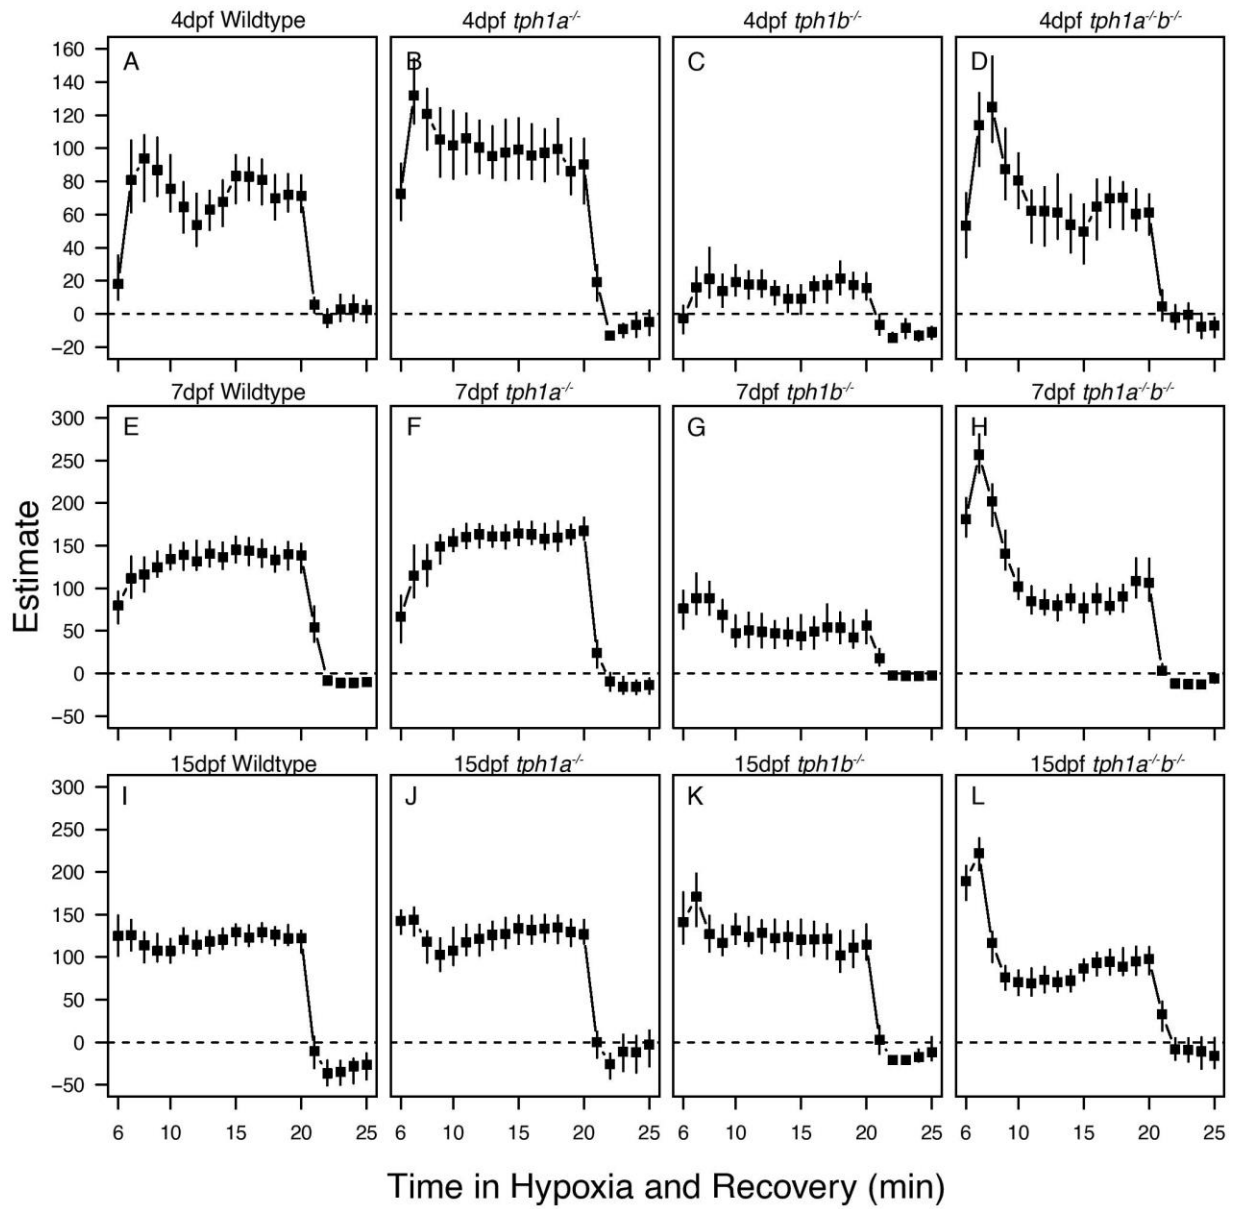 4dpf Wildtype 4dpf tph1a-/- 4dpf tph1b-/- 4dpf tph1a-/-b-/-
A B C D
160
140
120
100
80
60
40
20
0
−20
7dpf Wildtype 7dpf tph1a-/- 7dpf tph1b-/- 7dpf tph1a-/-b-/-
E F G H
300
250
200
150
100
50
0
−50
Estimate
15dpf Wildtype 15dpf tph1a-/- 15dpf tph1b-/- 15dpf tph1a-/-b-/-
I J K L
300
250
200
150
100
50
0
−50
6 10 15 20 25 6 10 15 20 25 6 10 15 20 25 6 10 15 20 25
Time in Hypoxia and Recovery (min)